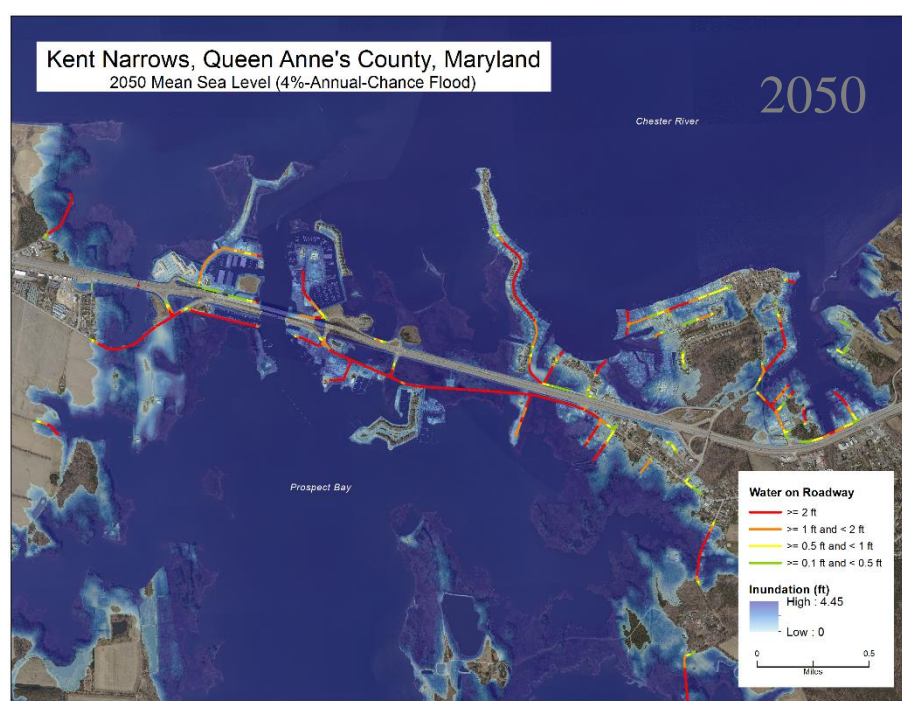 Kent Narrows, Queen Anne's County, Maryland
2050 Mean Sea Level (4%-Annual-Chance Flood)
2050
Chester River
Prospect Bay
Water on Roadway
>= 2 ft
>= 1 ft and < 2 ft
>= 0.5 ft and < 1 ft
>= 0.1 ft and < 0.5 ft
Inundation (ft)
High : 4.45
Low : 0
0 0.5
Miles